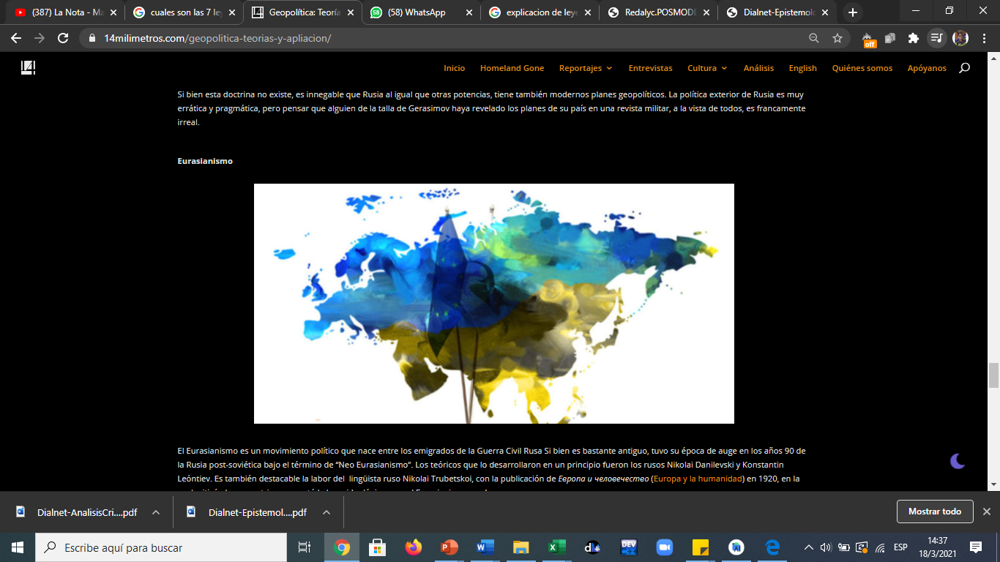 (387) La Nota - Ma
cuales son las 7 ley
Geopolítica: Teoría
58
(58) WhatsApp
explicacion de leye
Redalyc.POSMODE
Dialnet-Epistemolo
14milimetros.com/geopolitica-teorias-y-apliacion/
off
14
Inicio
Homeland Gone
Reportajes
Entrevistas
Cultura
Análisis
English
Quiénes somos
Apóyanos
Si bien esta doctrina no existe, es innegable que Rusia al igual que otras potencias, tiene también modernos planes geopolíticos. La política exterior de Rusia es muy
errática y pragmática, pero pensar que alguien de la talla de Gerasimov haya revelado los planes de su país en una revista militar, a la vista de todos, es francamente
irreal.
Eurasianismo
El Eurasianismo es un movimiento político que nace entre los emigrados de la Guerra Civil Rusa Si bien es bastante antiguo, tuvo su época de auge en los años 90 de
la Rusia post-soviética bajo el término de “Neo Eurasianismo”. Los teóricos que lo desarrollaron en un principio fueron los rusos Nikolai Danilevski y Konstantin
Leóntiev. Es también destacable la labor del lingüista ruso Nikolai Trubetskoi, con la publicación de Европа и человечество (Europa y la humanidad) en 1920, en la
Dialnet-AnalisisCri....pdf
Dialnet-Epistemol....pdf
Mostrar todo
Escribe aquí para buscar
DEV
ESP
14:37
18/3/2021